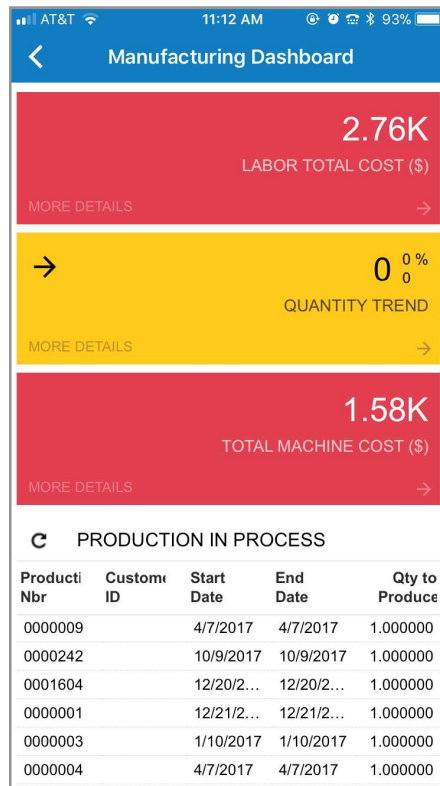 AT&T 11:12 AM 93%
Manufacturing Dashboard
2.76K
LABOR TOTAL COST ($)
MORE DETAILS
0 0 %
0
QUANTITY TREND
MORE DETAILS
1.58K
TOTAL MACHINE COST ($)
MORE DETAILS
PRODUCTION IN PROCESS
Producti Custome Start End Qty to
Nbr ID Date Date Produce
0000009 4/7/2017 4/7/2017 1.000000
0000242 10/9/2017 10/9/2017 1.000000
0001604 12/20/2... 12/20/2... 1.000000
0000001 12/21/2... 12/21/2... 1.000000
0000003 1/10/2017 1/10/2017 1.000000
0000004 4/7/2017 4/7/2017 1.000000